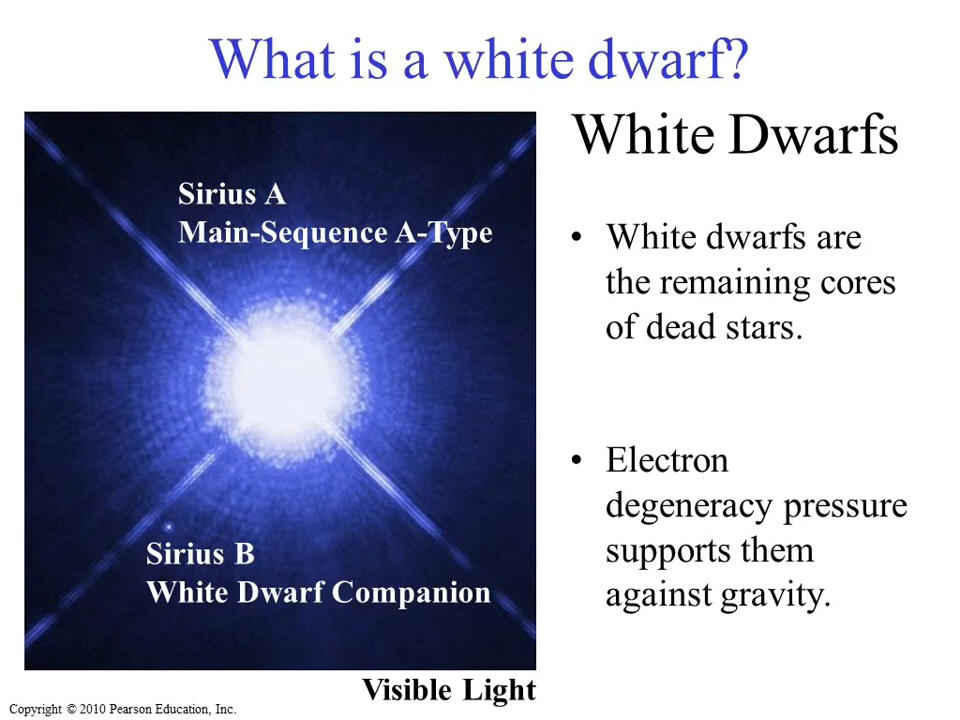 What is a white dwarf?
White Dwarfs
Sirius A
Main-Sequence A-Type
Sirius B
White Dwarf Companion
Visible Light
• White dwarfs are
the remaining cores
of dead stars.
• Electron
degeneracy pressure
supports them
against gravity.
Copyright © 2010 Pearson Education, Inc.